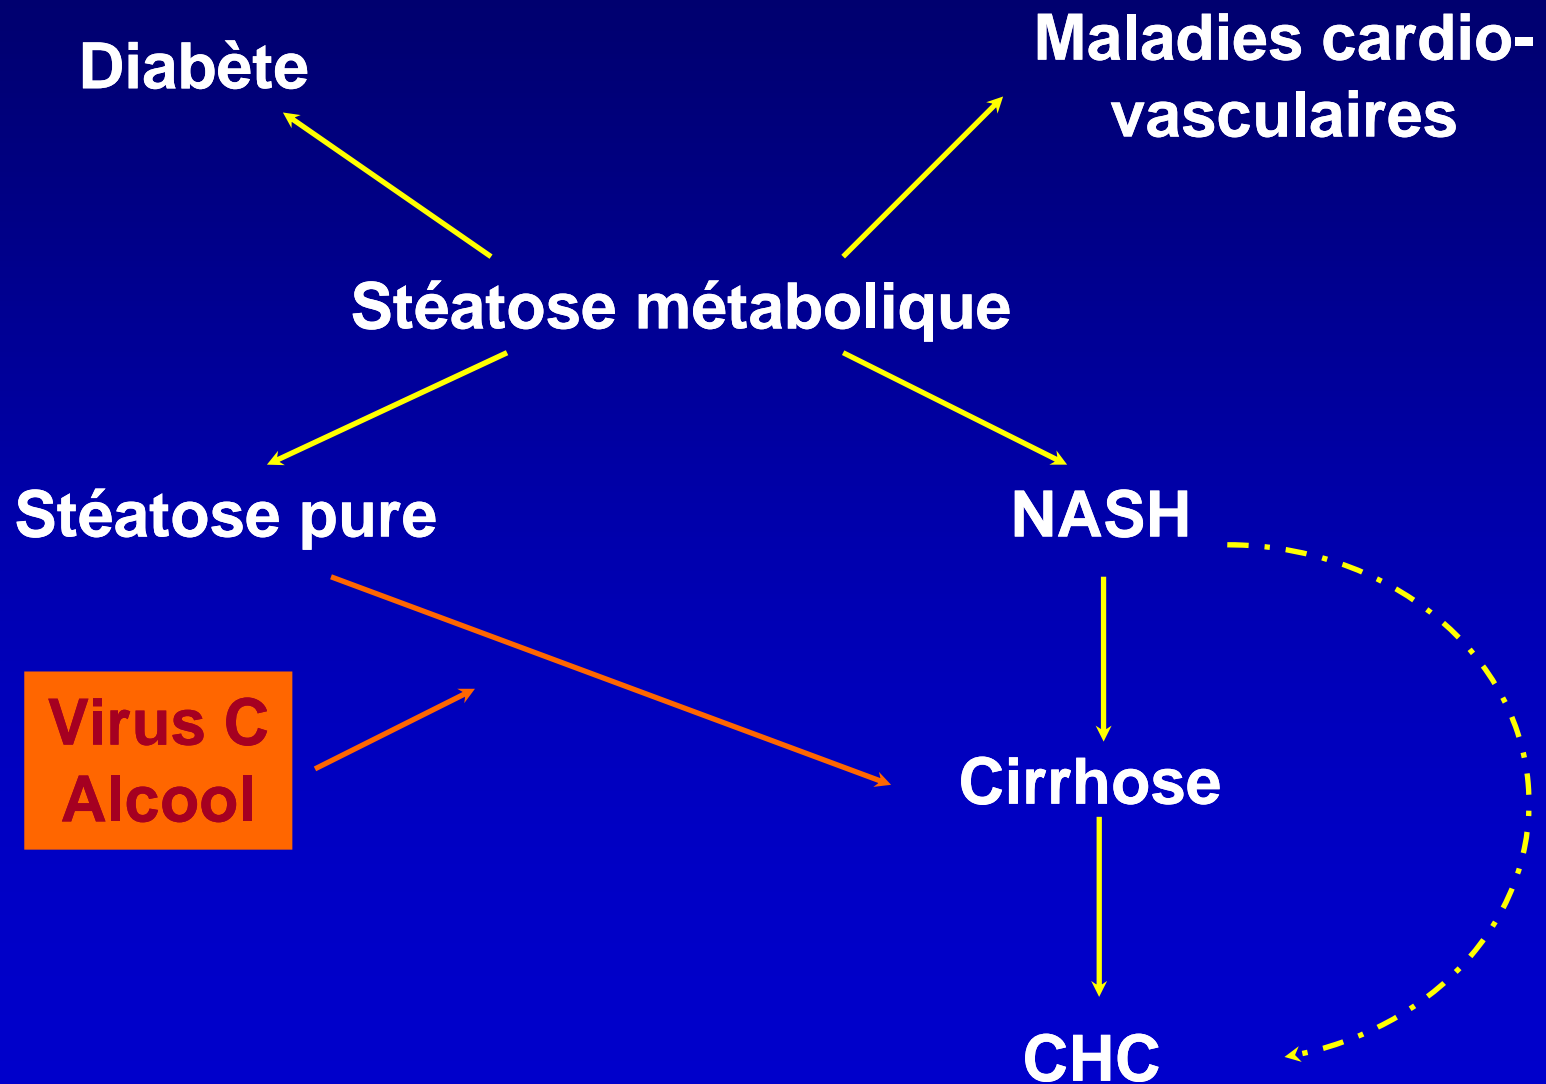 Diabète
Maladies cardio-
vasculaires
Stéatose métabolique
Stéatose pure
NASH
Virus C
Alcool
Cirrhose
CHC